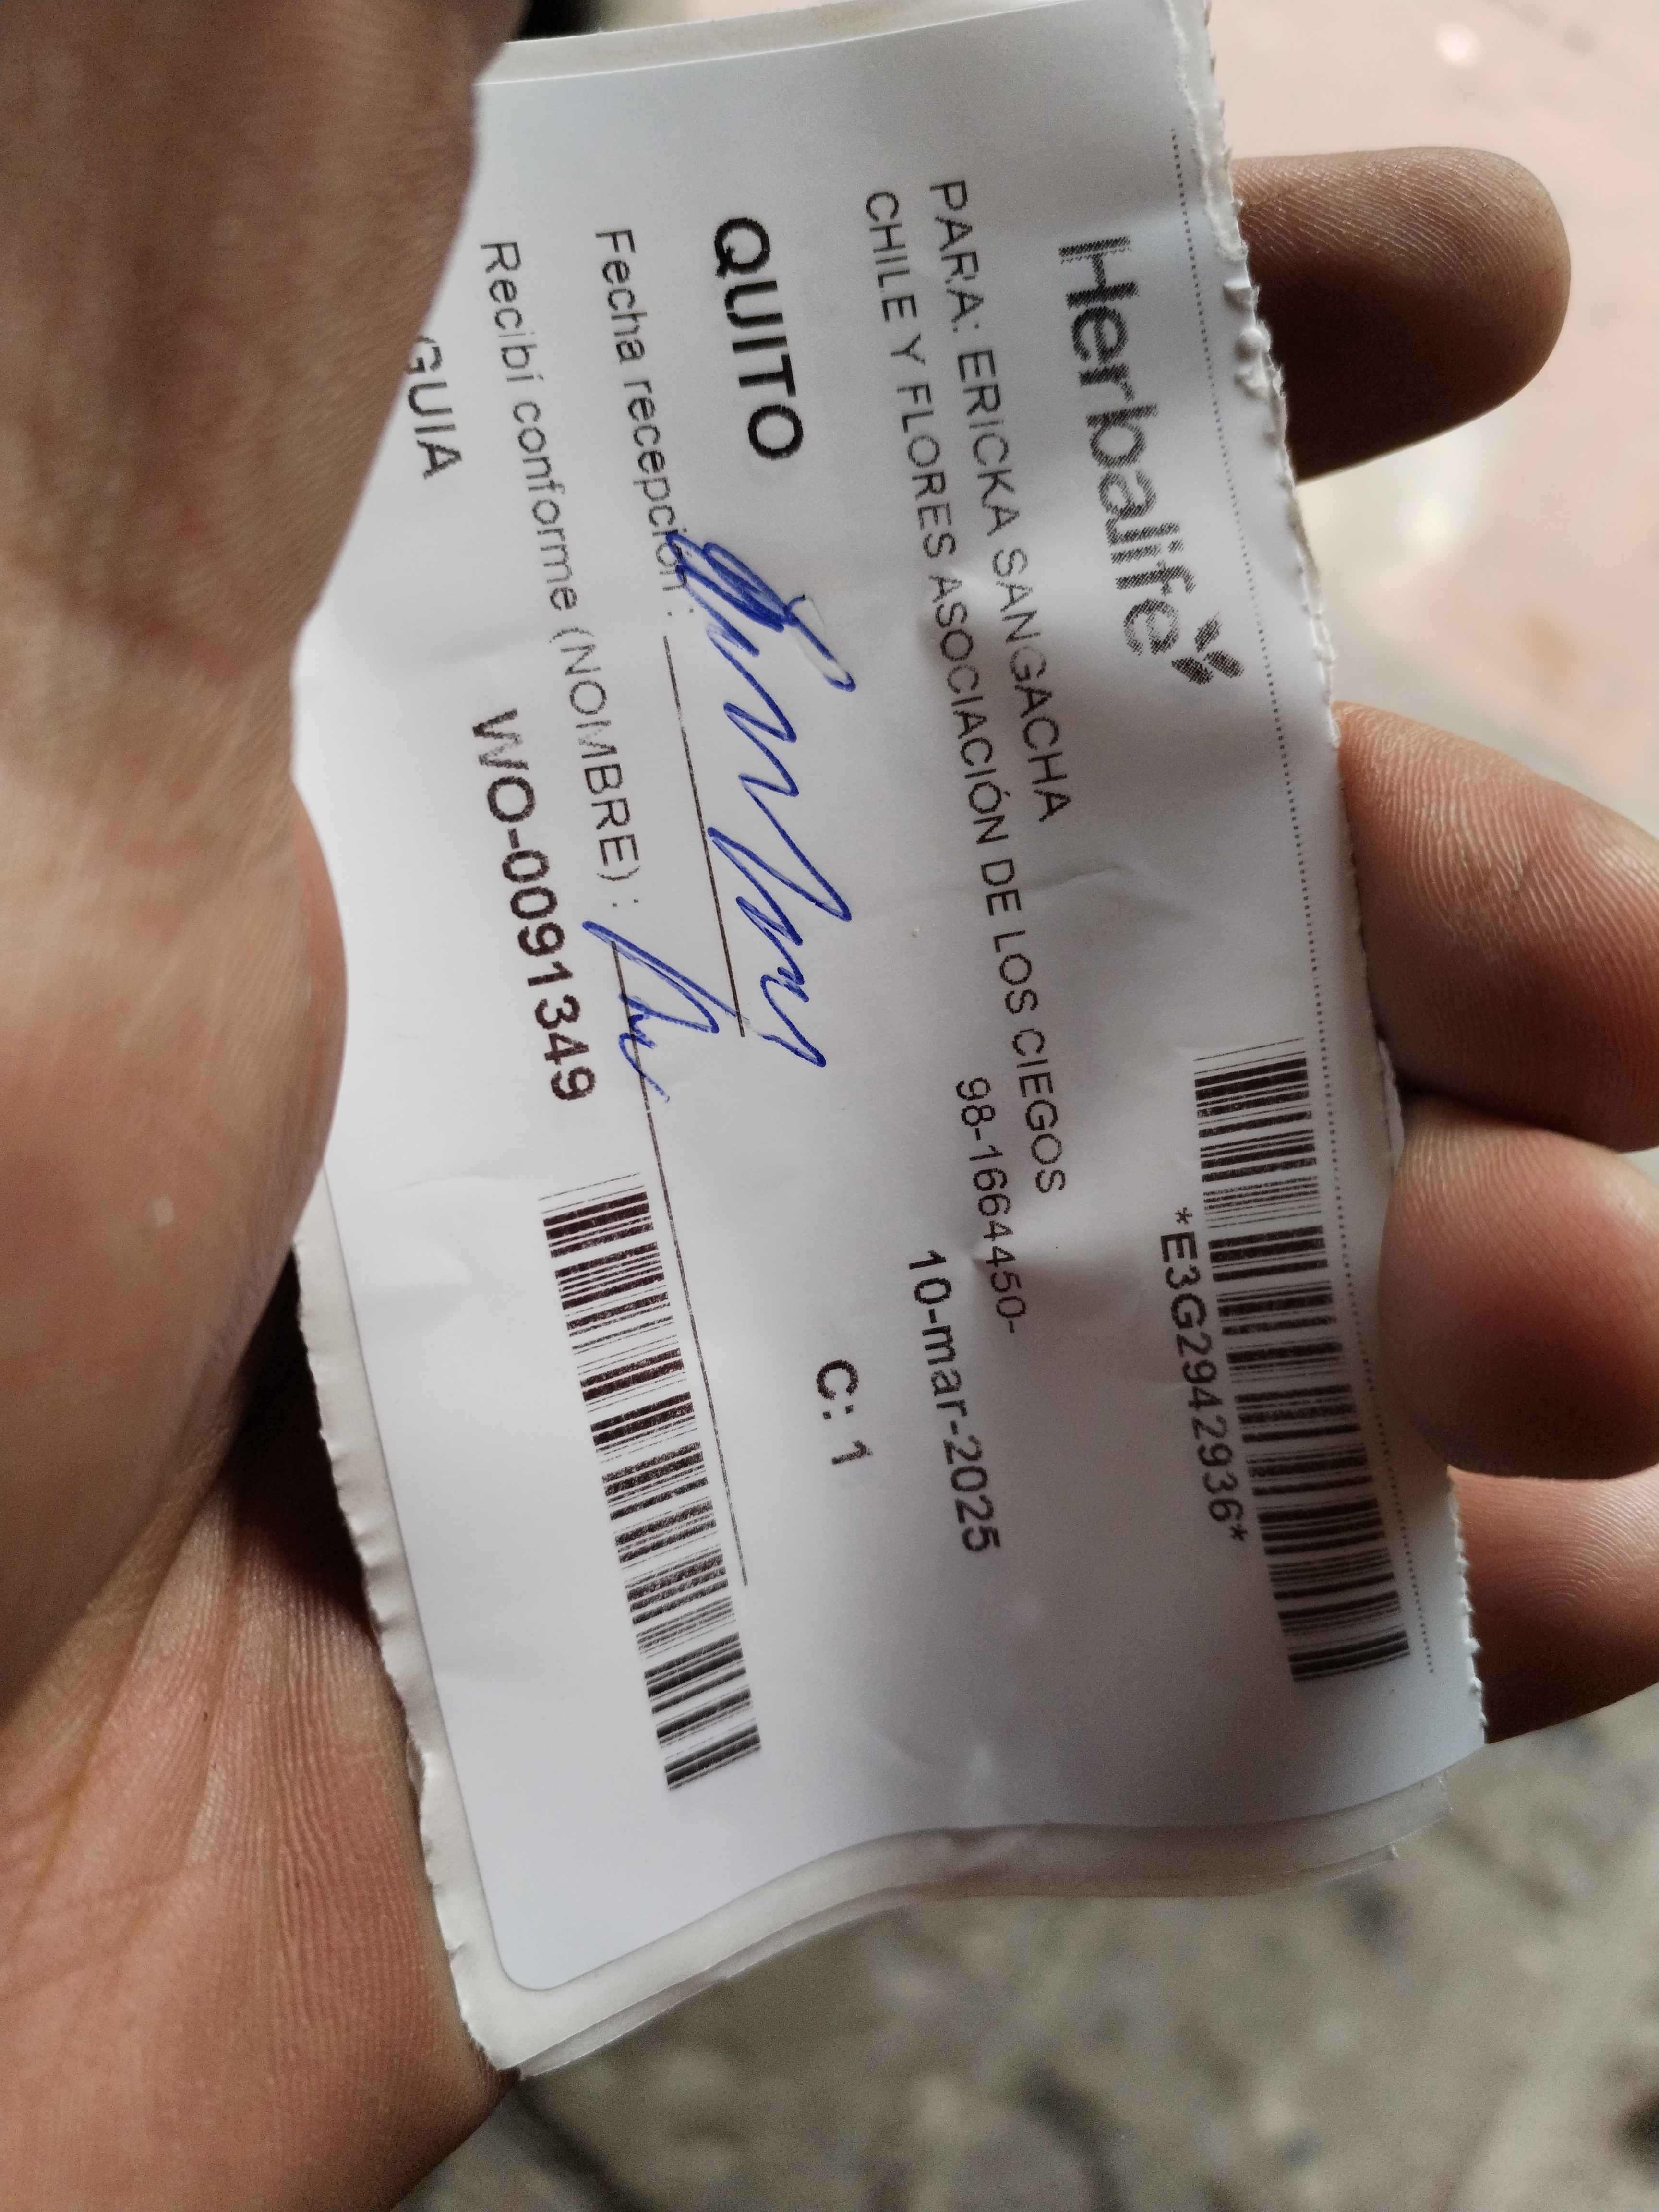 Herbalife
*E3G2942936*
PARA: ERICKA SANGACHA
98-1664450-
CHILE Y FLORES ASOCIACIÓN DE LOS CIEGOS
10-mar-2025
QUITO
C: 1
Fecha recepción :
Recibí conforme (NOMBRE) :
GUIA
WO-0091349